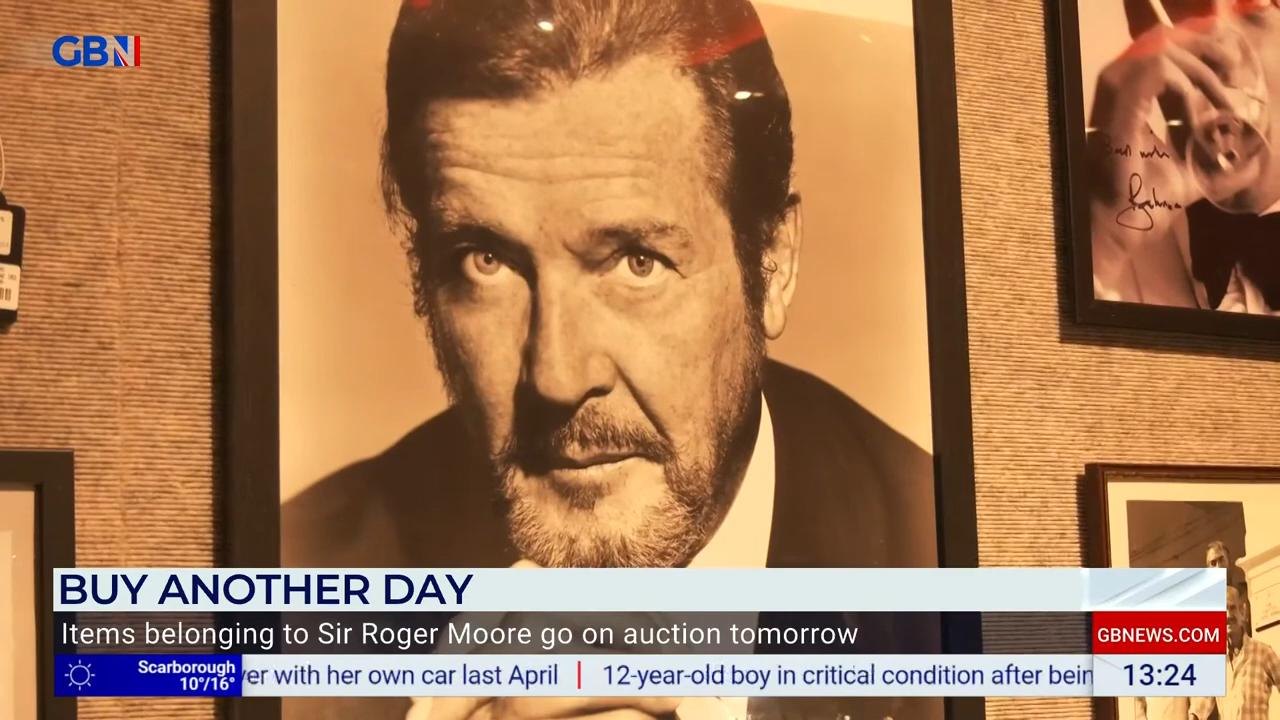 GBN
BUY ANOTHER DAY
Items belonging to Sir Roger Moore go on auction tomorrow
GBNEWS.COM
Scarborough
10°/16°
ver with her own car last April | 12-year-old boy in critical condition after bein
13:24